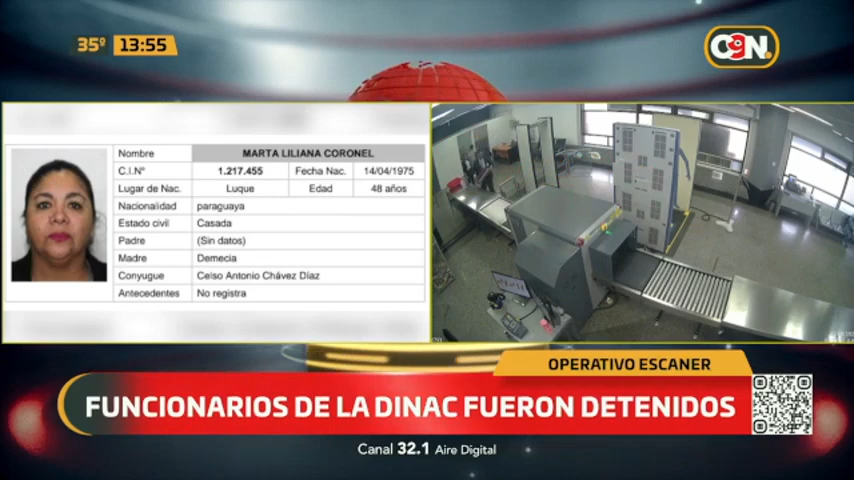 35º 13:55
C9N.
Nombre MARTA LILIANA CORONEL
C.I.Nº 1.217.455 Fecha Nac. 14/04/1975
Lugar de Nac. Luque Edad 48 años
Nacionalidad paraguaya
Estado civil Casada
Padre (Sin datos)
Madre Demecia
Conyugue Celso Antonio Chávez Díaz
Antecedentes No registra
OPERATIVO ESCANER
FUNCIONARIOS DE LA DINAC FUERON DETENIDOS
Canal 32.1 Aire Digital